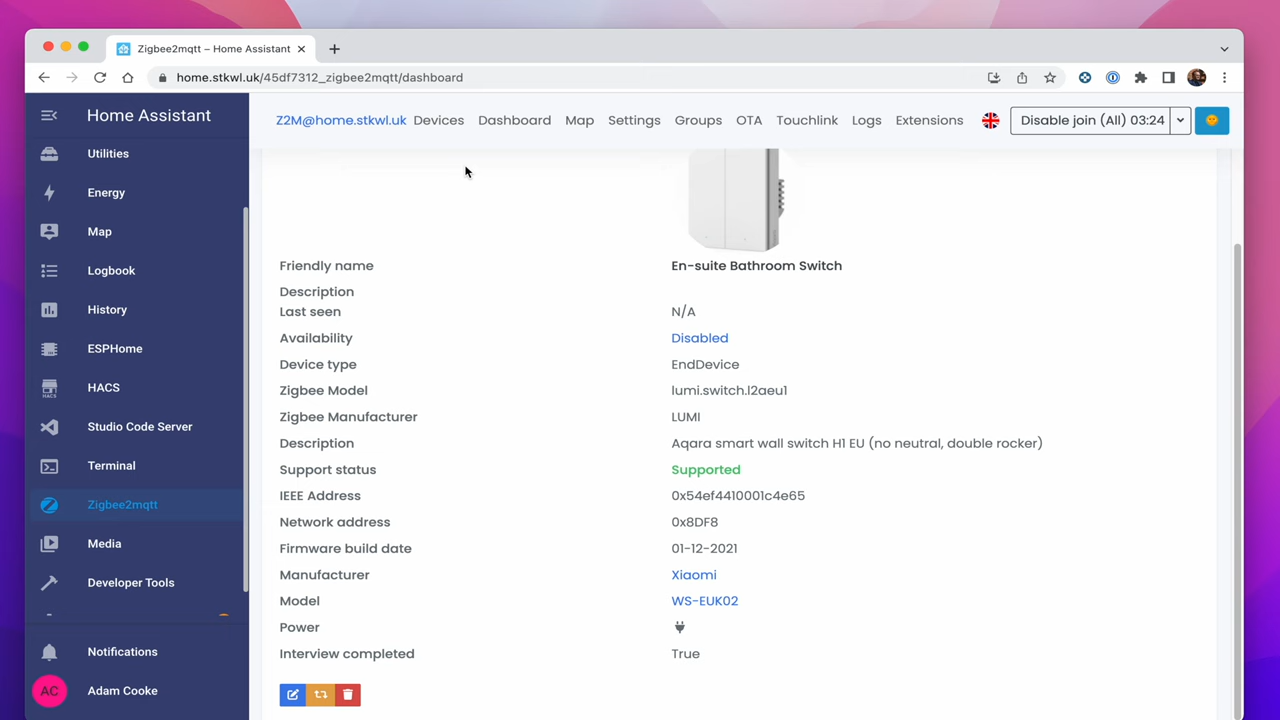 Zigbee2mqtt – Home Assistant
home.stkwl.uk/45df7312_zigbee2mqtt/dashboard
Home Assistant
Utilities
Energy
Map
Logbook
History
ESPHome
HACS
HACS
Studio Code Server
Terminal
Zigbee2mqtt
Media
Developer Tools
Notifications
AC Adam Cooke
Z2M@home.stkwl.uk Devices Dashboard Map Settings Groups OTA Touchlink Logs Extensions Disable join (All) 03:24
Friendly name En-suite Bathroom Switch
Description
Last seen N/A
Availability Disabled
Device type EndDevice
Zigbee Model lumi.switch.l2aeu1
Zigbee Manufacturer LUMI
Description Aqara smart wall switch H1 EU (no neutral, double rocker)
Support status Supported
IEEE Address 0x54ef4410001c4e65
Network address 0x8DF8
Firmware build date 01-12-2021
Manufacturer Xiaomi
Model WS-EUK02
Power
Interview completed True